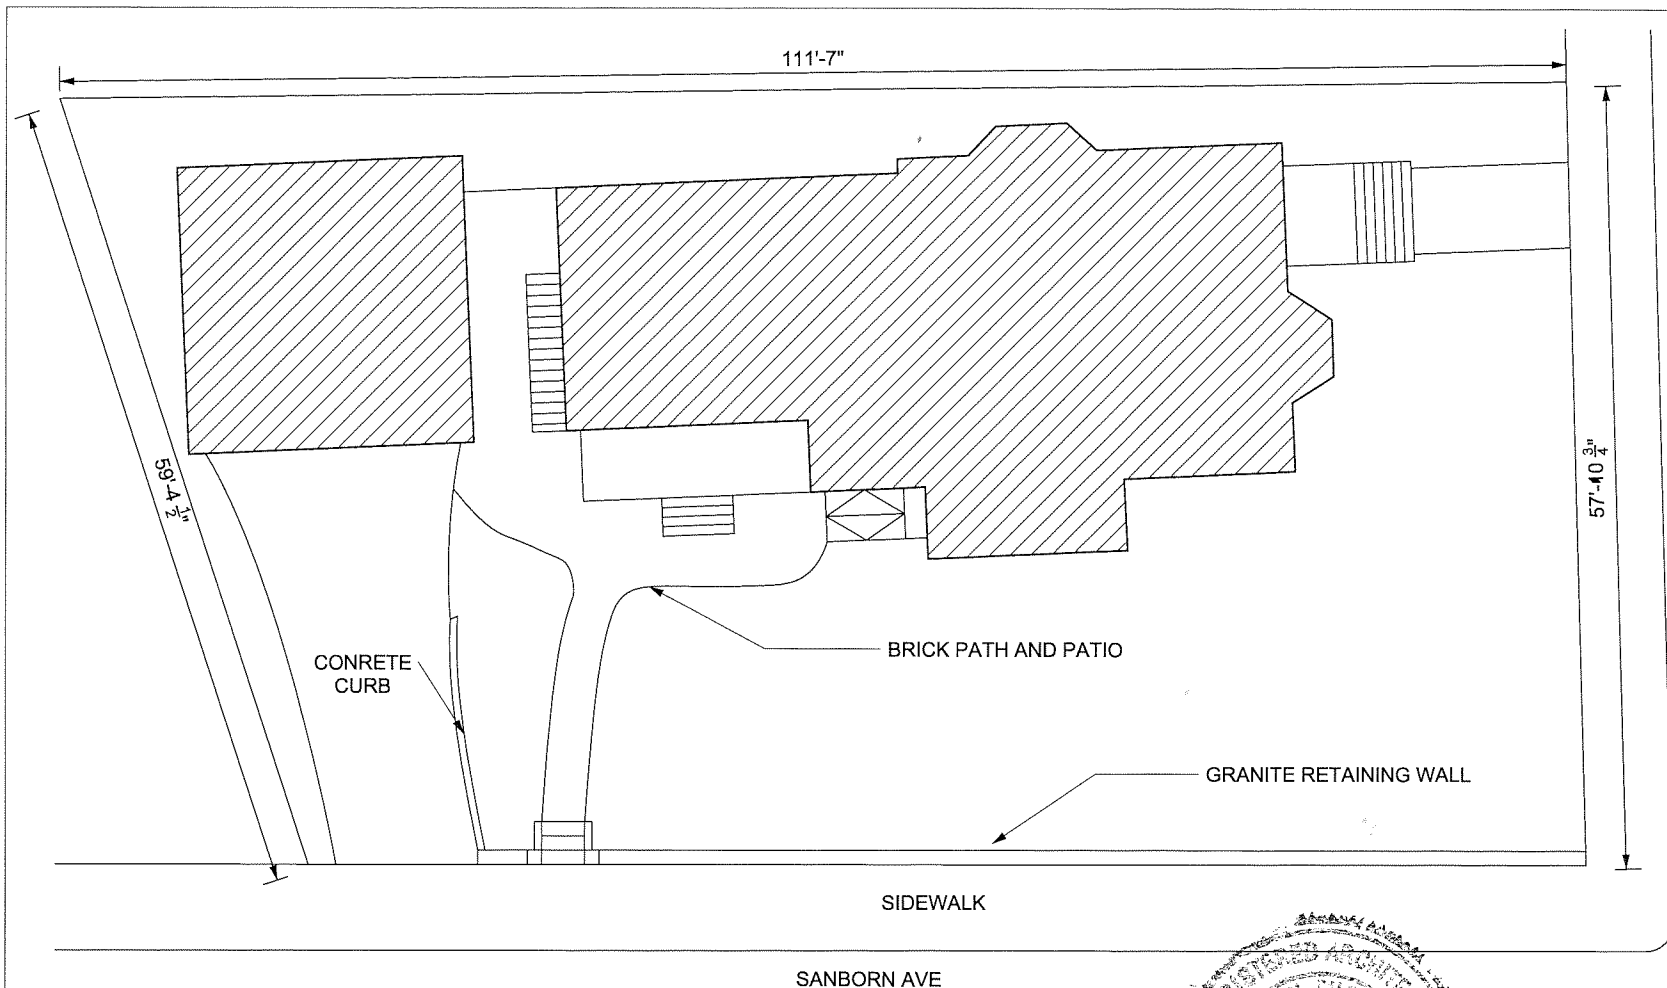 111'-7"
59'-4 1/2"
57'-10 3/4"
CONRETE
CURB
BRICK PATH AND PATIO
GRANITE RETAINING WALL
SIDEWALK
SANBORN AVE